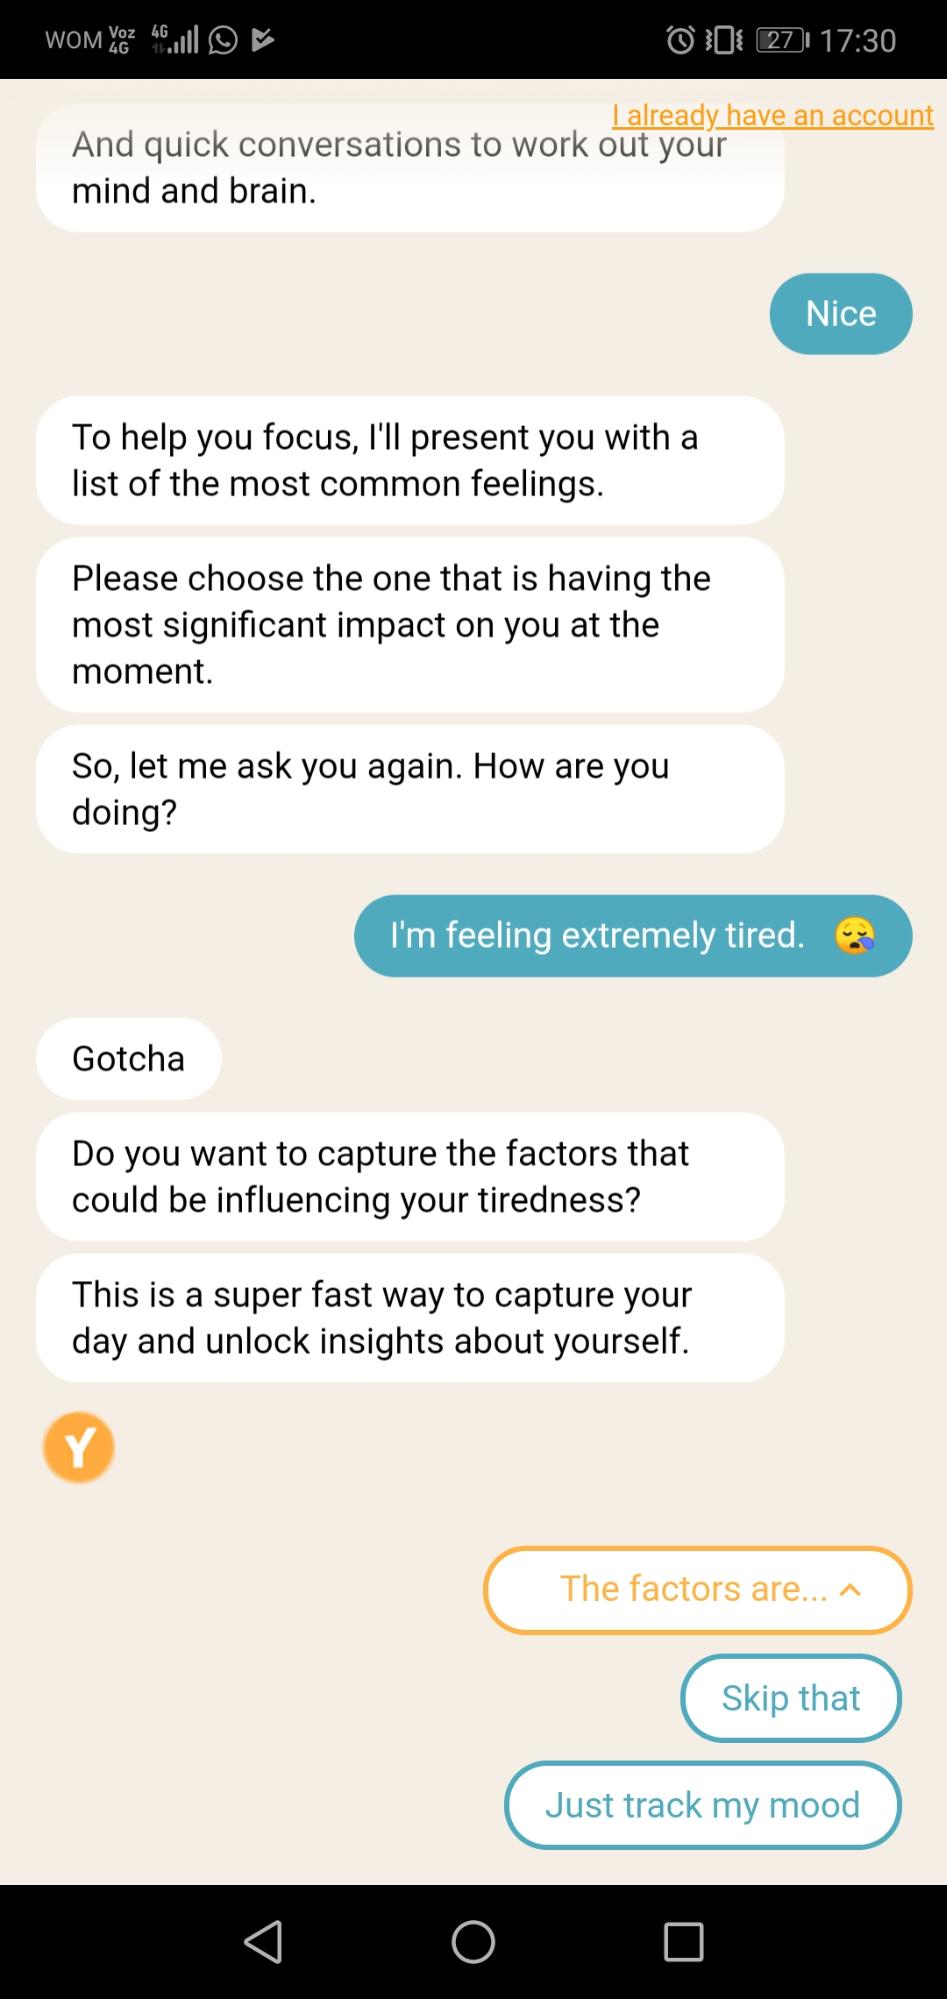 WOM Voz 4G 4G 27 17:30
I already have an account
And quick conversations to work out your
mind and brain.
Nice
To help you focus, I'll present you with a
list of the most common feelings.
Please choose the one that is having the
most significant impact on you at the
moment.
So, let me ask you again. How are you
doing?
I'm feeling extremely tired. 😪
Gotcha
Do you want to capture the factors that
could be influencing your tiredness?
This is a super fast way to capture your
day and unlock insights about yourself.
Y
The factors are...
Skip that
Just track my mood